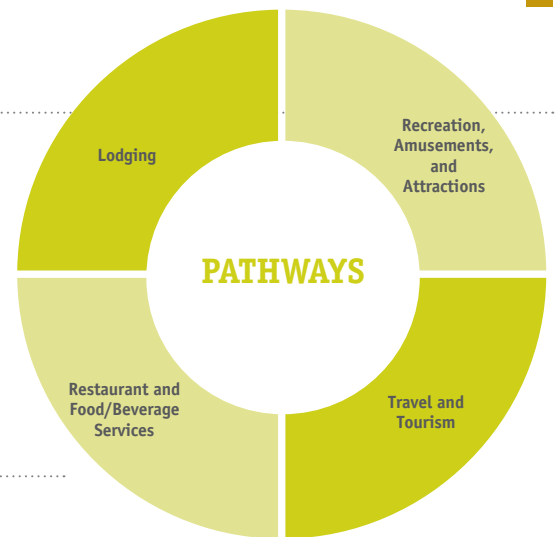 Lodging
Recreation,
Amusements,
and
Attractions
PATHWAYS
Restaurant and
Food/Beverage
Services
Travel and
Tourism